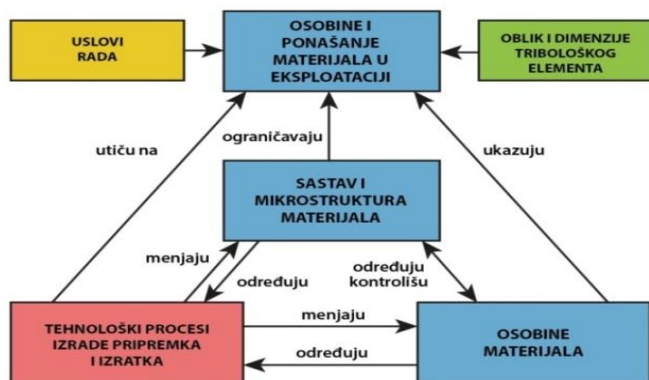 USLOVI
RADA
OSOBINE I
PONAŠANJE
MATERIJALA U
EKSPLOATACIJI
OBLIK I DIMENZIJE
TRIBOLOŠKOG
ELEMENTA
utiču na
ograničavaju
ukazuju
SASTAV I
MIKROSTRUKTURA
MATERIJALA
menjaju
određuju
određuju
kontrolišu
TEHNOLOŠKI PROCESI
IZRADE PRIPREMKA
I IZRATKA
menjaju
određuju
OSOBINE
MATERIJALA